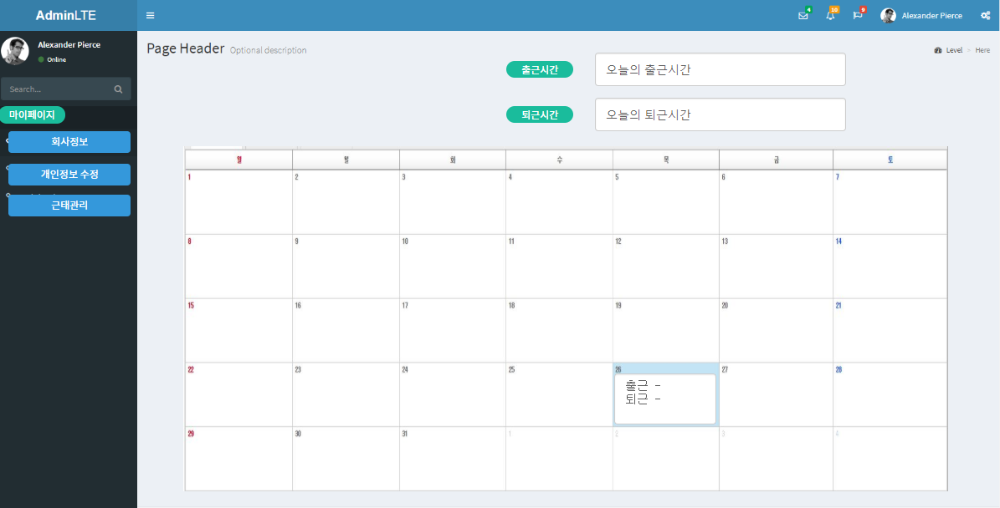 AdminLTE
4
10
9
Alexander Pierce
Alexander Pierce
Online
Search...
마이페이지
회사정보
개인정보 수정
근태관리
Page Header Optional description
Level > Here
출근시간 오늘의 출근시간
퇴근시간 오늘의 퇴근시간
월 월 화 수 목 금 토
1 2 3 4 5 6 7
8 9 10 11 12 13 14
15 16 17 18 19 20 21
22 23 24 25 26 27 28
출근 -
퇴근 -
29 30 31 1 2 3 4